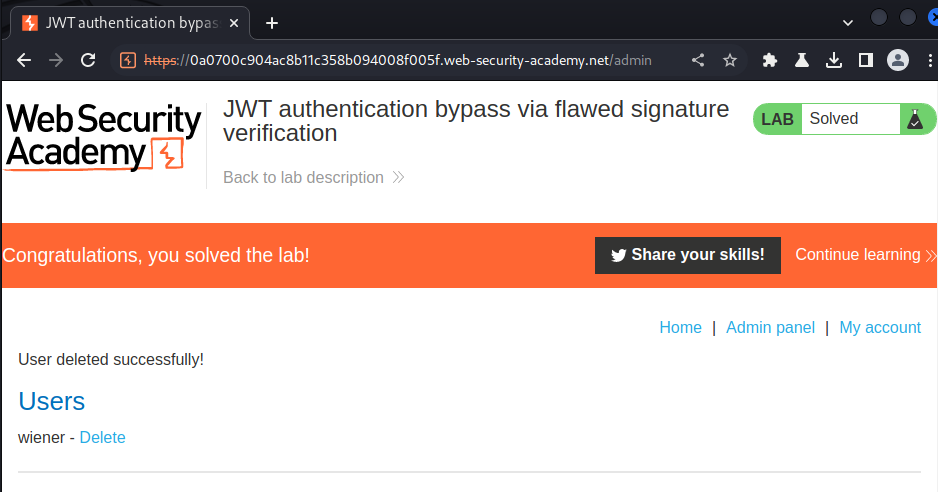 JWT authentication bypas
https://0a0700c904ac8b11c358b094008f005f.web-security-academy.net/admin
Web Security
Academy
JWT authentication bypass via flawed signature
verification
Back to lab description
LAB Solved
Congratulations, you solved the lab!
Share your skills!
Continue learning
Home | Admin panel | My account
User deleted successfully!
Users
wiener - Delete